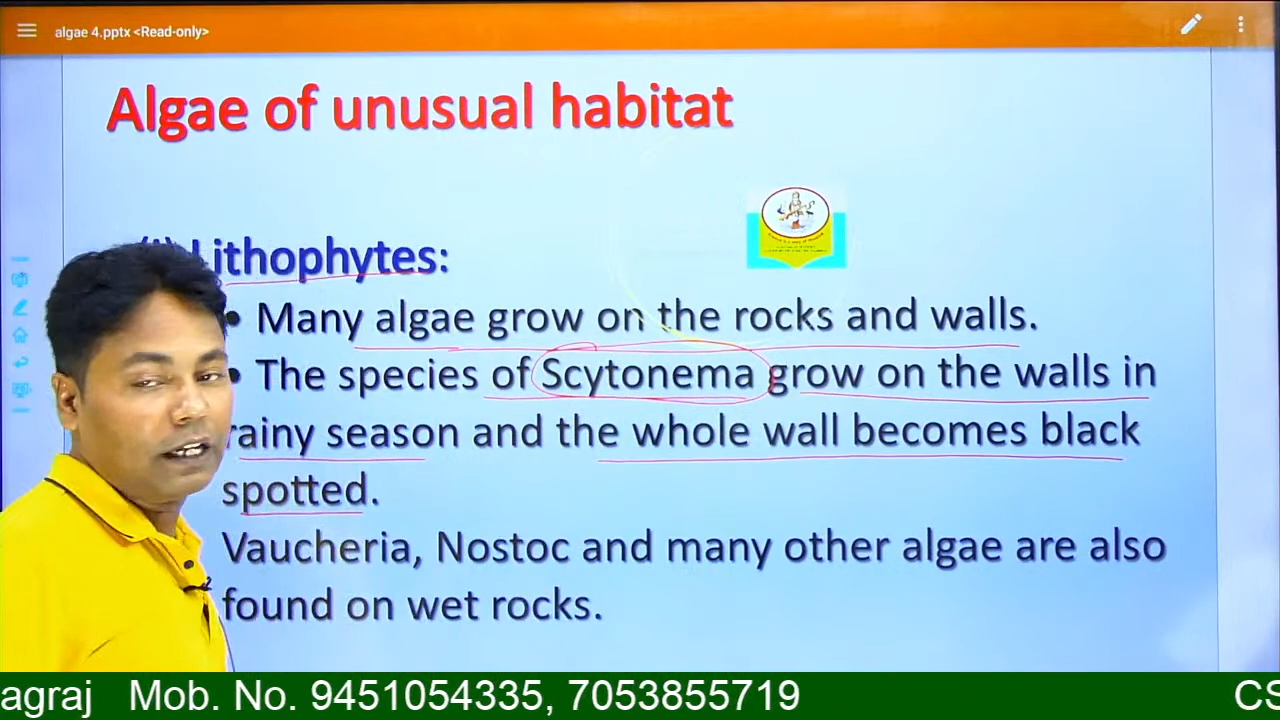 algae 4.pptx <Read-only>
Algae of unusual habitat
(i) Lithophytes:
• Many algae grow on the rocks and walls.
• The species of Scytonema grow on the walls in
rainy season and the whole wall becomes black
spotted.
Vaucheria, Nostoc and many other algae are also
found on wet rocks.
agraj Mob. No. 9451054335, 7053855719 CS